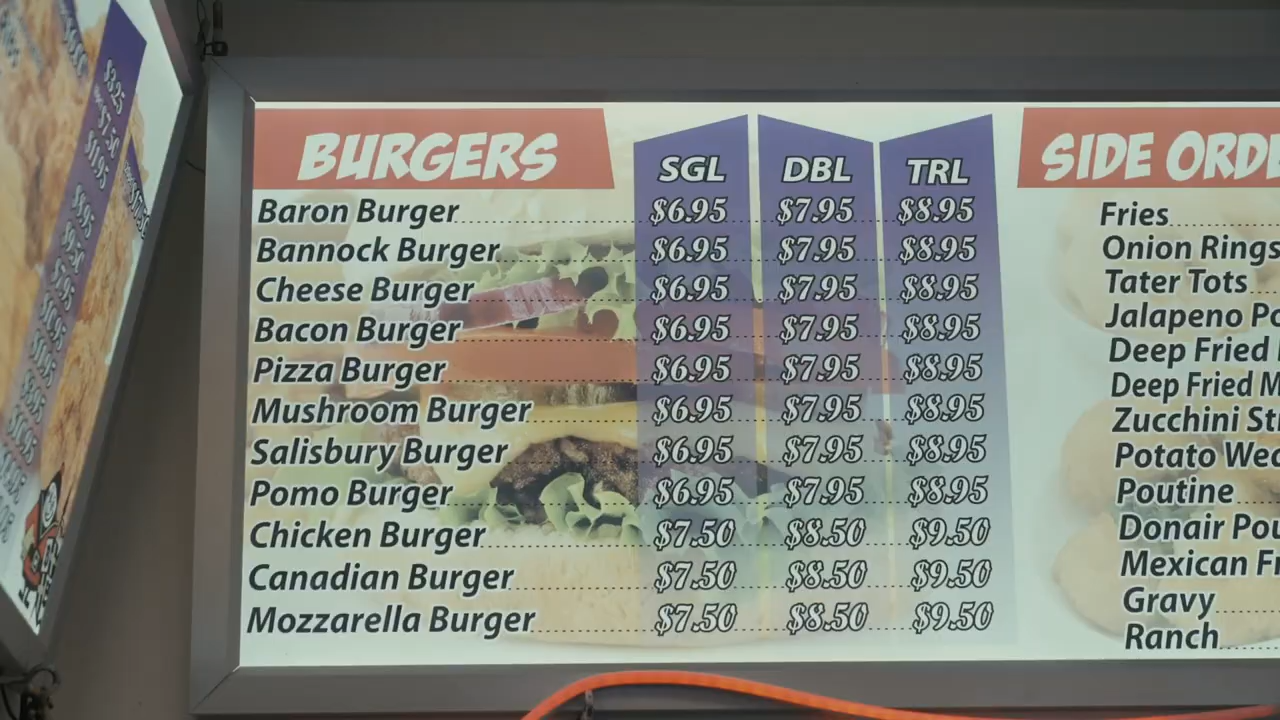 BURGERS SGL DBL TRL
Baron Burger $6.95 $7.95 $8.95
Bannock Burger $6.95 $7.95 $8.95
Cheese Burger $6.95 $7.95 $8.95
Bacon Burger $6.95 $7.95 $8.95
Pizza Burger $6.95 $7.95 $8.95
Mushroom Burger $6.95 $7.95 $8.95
Salisbury Burger $6.95 $7.95 $8.95
Pomo Burger $6.95 $7.95 $8.95
Chicken Burger $7.50 $8.50 $9.50
Canadian Burger $7.50 $8.50 $9.50
Mozzarella Burger $7.50 $8.50 $9.50
SIDE ORDE
Fries
Onion Rings
Tater Tots
Jalapeno Po
Deep Fried
Deep Fried M
Zucchini Sti
Potato Wed
Poutine
Donair Pou
Mexican Fr
Gravy
Ranch
$3.25
$7.50
$11.95